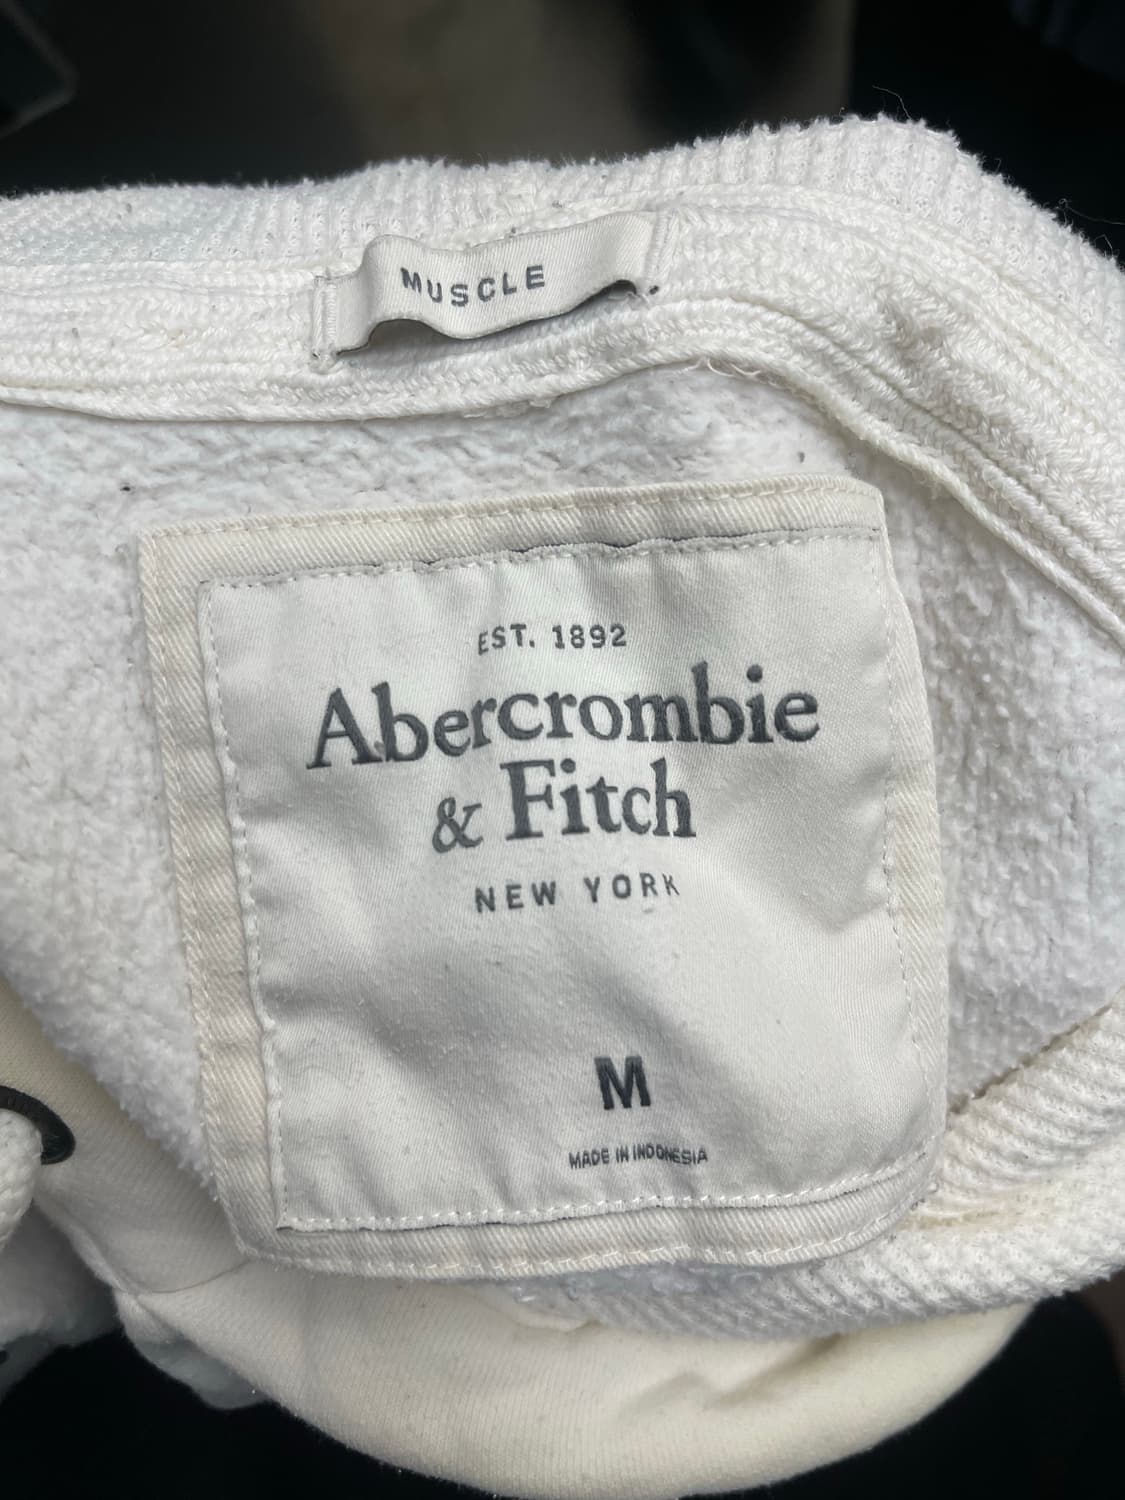 MUSCLE
EST. 1892
Abercrombie
& Fitch
NEW YORK
M
MADE IN INDONESIA